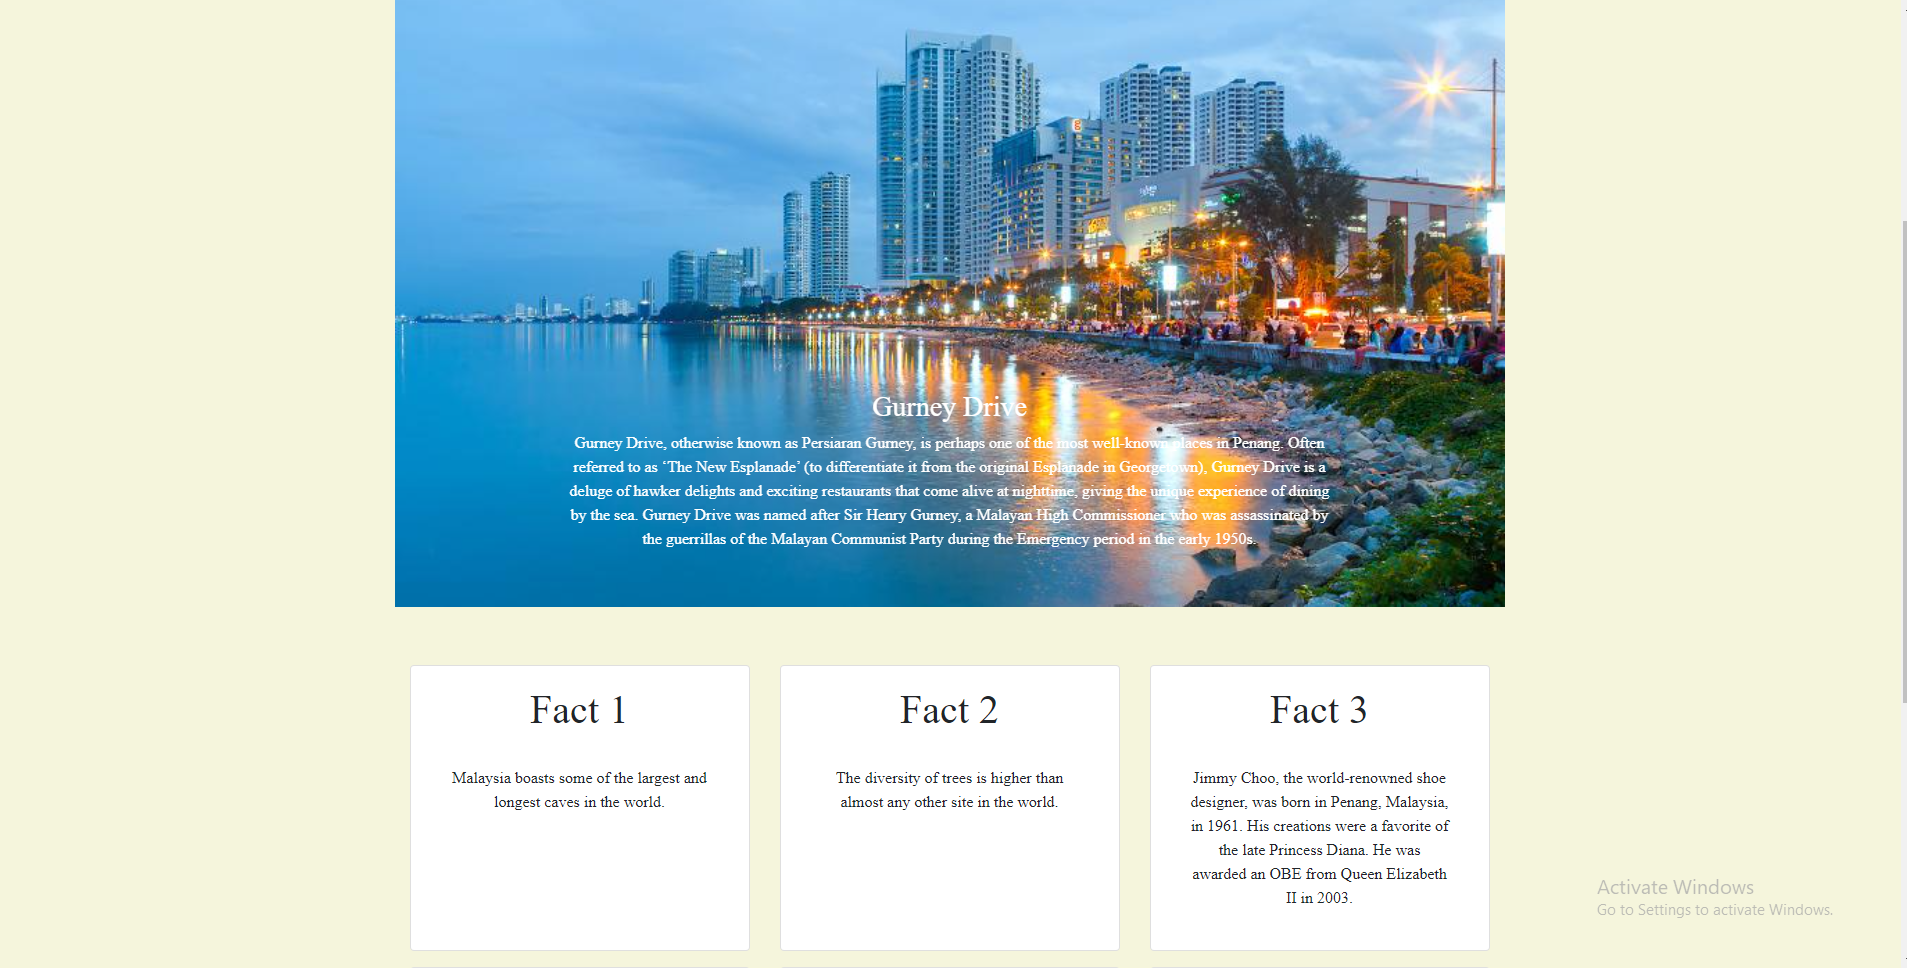 Gurney Drive
Gurney Drive, otherwise known as Persiaran Gurney, is perhaps one of the most well-known places in Penang. Often
referred to as ‘The New Esplanade’ (to differentiate it from the original Esplanade in Georgetown), Gurney Drive is a
deluge of hawker delights and exciting restaurants that come alive at nighttime, giving the unique experience of dining
by the sea. Gurney Drive was named after Sir Henry Gurney, a Malayan High Commissioner who was assassinated by
the guerrillas of the Malayan Communist Party during the Emergency period in the early 1950s.
Fact 1
Malaysia boasts some of the largest and
longest caves in the world.
Fact 2
The diversity of trees is higher than
almost any other site in the world.
Fact 3
Jimmy Choo, the world-renowned shoe
designer, was born in Penang, Malaysia,
in 1961. His creations were a favorite of
the late Princess Diana. He was
awarded an OBE from Queen Elizabeth
II in 2003.
Activate Windows
Go to Settings to activate Windows.